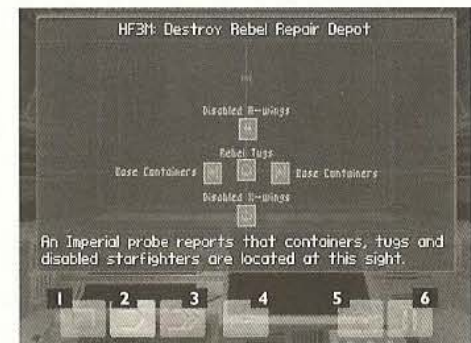 HF3M: Destroy Rebel Repair Depot
Disabled A-wings
Rebel Tugs
Base Containers
Base Containers
Disabled X-wings
An Imperial probe reports that containers, tugs and
disabled starfighters are located at this sight.
1 2 3 4 5 6